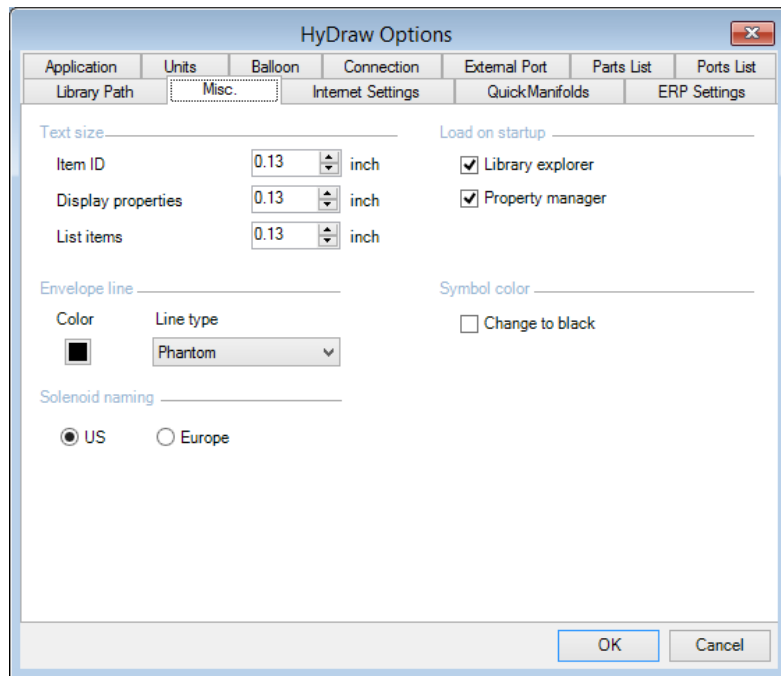 HyDraw Options
Application Units Balloon Connection External Port Parts List Ports List
Library Path Misc. Internet Settings QuickManifolds ERP Settings
Text size Load on startup
Item ID 0.13 inch Library explorer
Display properties 0.13 inch Property manager
List items 0.13 inch
Envelope line Symbol color
Color Line type Change to black
Phantom
Solenoid naming
US Europe
OK Cancel